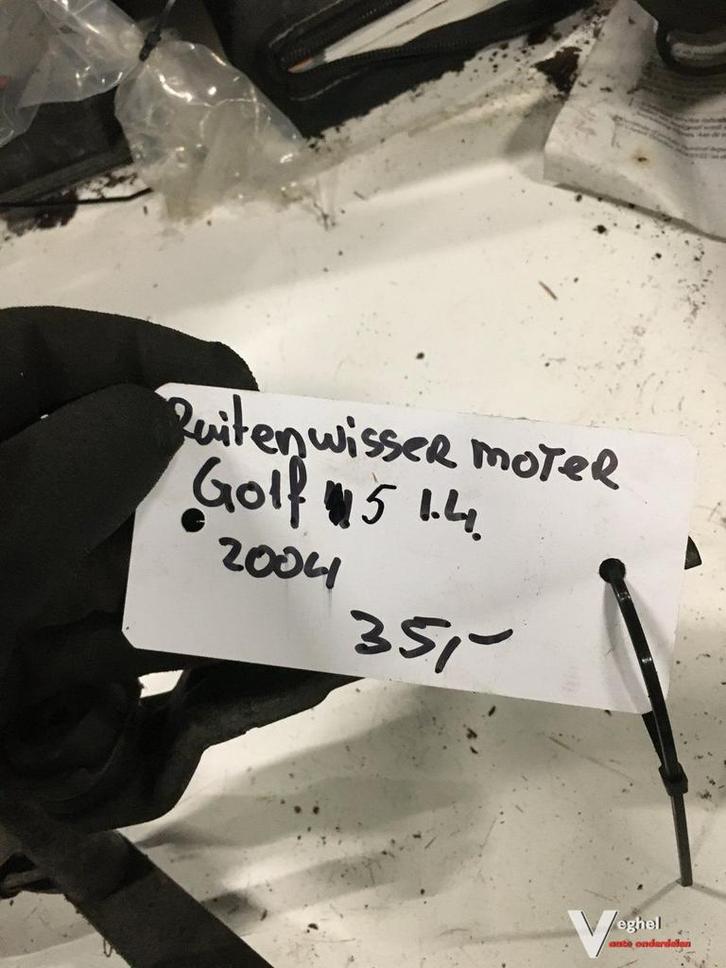 Ruitenwisser moter
Golf 5 1.4
2004
35,-
Veghel
auto onderdelen